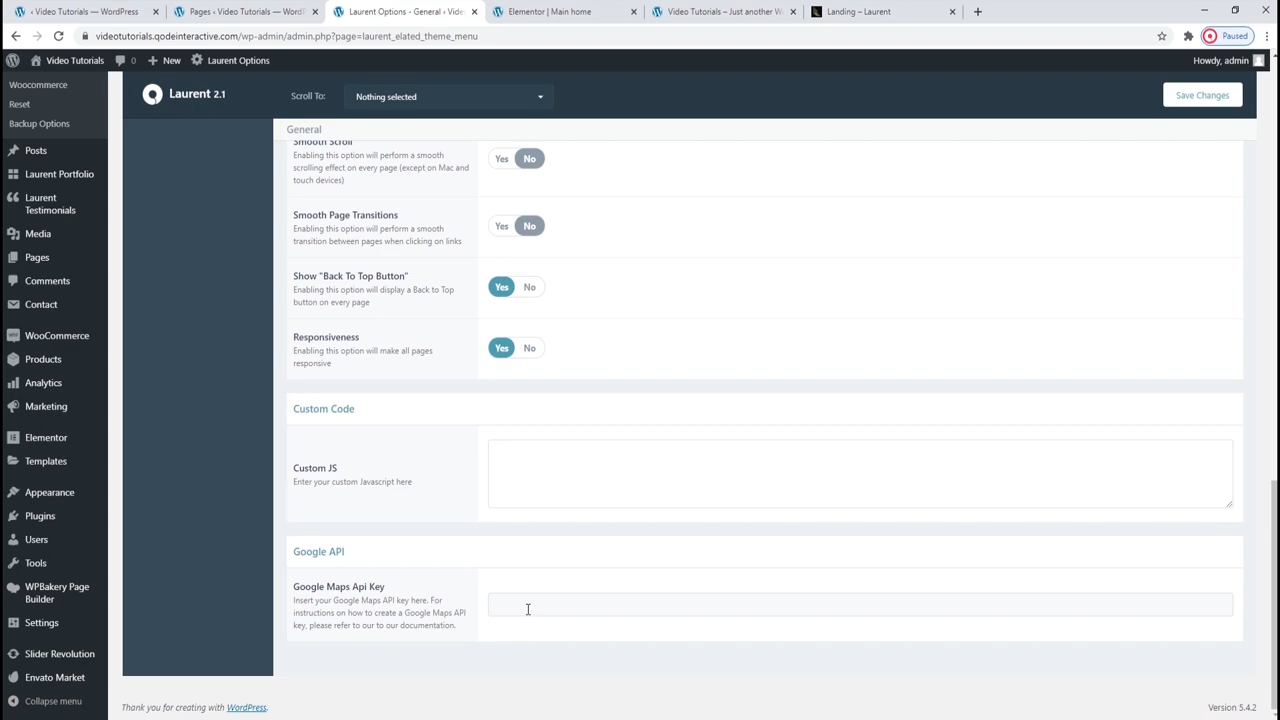 ‹ Video Tutorials — WordPress
Pages ‹ Video Tutorials — WordP
Laurent Options - General ‹ Vide
Elementor | Main home
Video Tutorials – Just another W
Landing – Laurent
videotutorials.qodeinteractive.com/wp-admin/admin.php?page=laurent_elated_theme_menu
Paused
Video Tutorials
0
New
Laurent Options
Howdy, admin
Woocommerce
Reset
Backup Options
Posts
Laurent Portfolio
Laurent
Testimonials
Media
Pages
Comments
Contact
WooCommerce
Products
Analytics
Marketing
Elementor
Templates
Appearance
Plugins
Users
Tools
WPBakery Page
Builder
Settings
Slider Revolution
Envato Market
Collapse menu
Laurent 2.1
Scroll To:
Nothing selected
Save Changes
General
Smooth Scroll
Enabling this option will perform a smooth
scrolling effect on every page (except on Mac and
touch devices)
Yes No
Smooth Page Transitions
Enabling this option will perform a smooth
transition between pages when clicking on links
Yes No
Show "Back To Top Button"
Enabling this option will display a Back to Top
button on every page
Yes No
Responsiveness
Enabling this option will make all pages
responsive
Yes No
Custom Code
Custom JS
Enter your custom Javascript here
Google API
Google Maps Api Key
Insert your Google Maps API key here. For
instructions on how to create a Google Maps API
key, please refer to our to our documentation.
Thank you for creating with WordPress.
Version 5.4.2